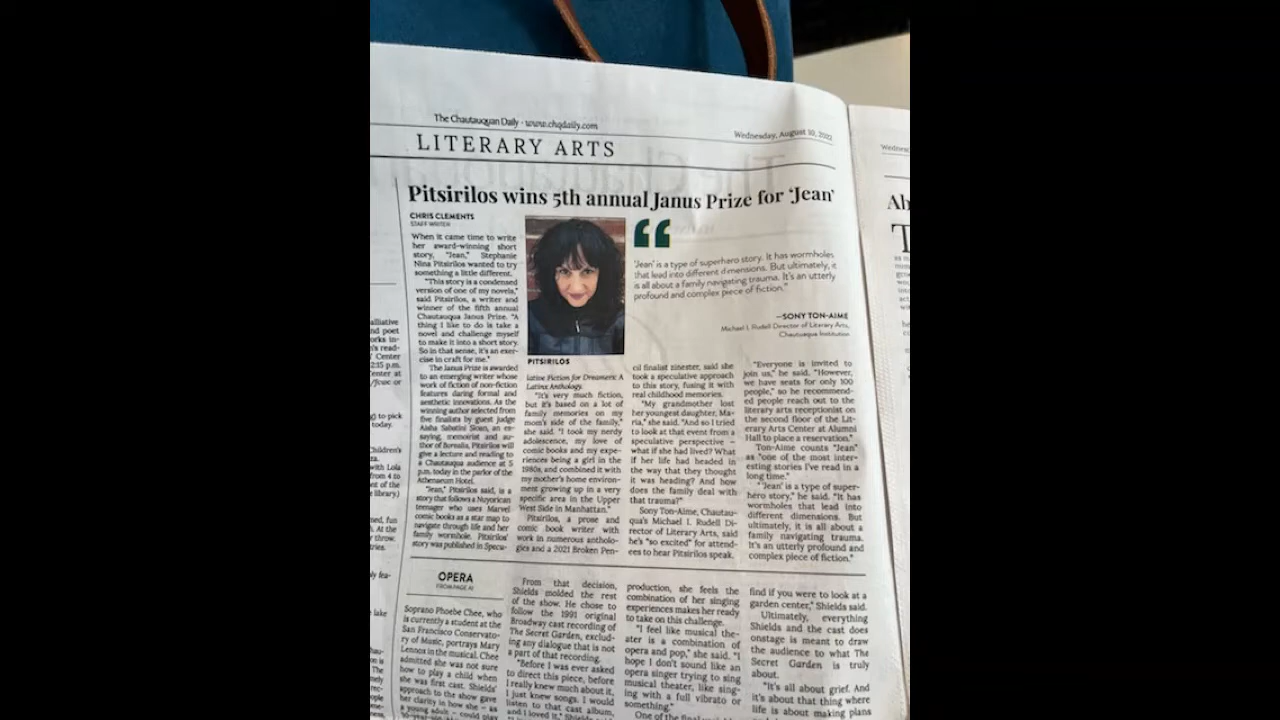 The Chautauquan Daily · www.chqdaily.com
Wednesday, August 10, 2022
LITERARY ARTS
Pitsirilos wins 5th annual Janus Prize for 'Jean'
CHRIS CLEMENTS
STAFF WRITER
When it came time to write
her award-winning short
story, "Jean," Stephanie
Nina Pitsirilos wanted to try
something a little different.
"This story is a condensed
version of one of my novels,"
said Pitsirilos, a writer and
winner of the fifth annual
Chautauqua Janus Prize. "A
thing I like to do is take a
novel and challenge myself
to make it into a short story.
So in that sense, it's an exer-
cise in craft for me."
The Janus Prize is awarded
to an emerging writer whose
work of fiction of non-fiction
features daring formal and
aesthetic innovations. As the
winning author selected from
five finalists by guest judge
Aisha Sabatini Sloan, an es-
saying, memoirist and au-
thor of Borealis, Pitsirilos will
give a lecture and reading to
a Chautauqua audience at 5
p.m. today in the parlor of the
Athenaeum Hotel.
"Jean," Pitsirilos said, is a
story that follows a Nuyorican
teenager who uses Marvel
comic books as a star map to
navigate through life and her
family wormhole. Pitsirilos'
story was published in Specu-
PITSIRILOS
lative Fiction for Dreamers: A
Latinx Anthology.
"It's very much fiction,
but it's based on a lot of
family memories on my
mom's side of the family,"
she said. "I took my nerdy
adolescence, my love of
comic books and my expe-
riences being a girl in the
1980s, and combined it with
my mother's home environ-
ment growing up in a very
specific area in the Upper
West Side in Manhattan."
Pitsirilos, a prose and
comic book writer with
work in numerous antholo-
gies and a 2021 Broken Pen-
"
'Jean' is a type of superhero story. It has wormholes
that lead into different dimensions. But ultimately, it
is all about a family navigating trauma. It's an utterly
profound and complex piece of fiction."
—SONY TON-AIME
Michael I. Rudell Director of Literary Arts,
Chautauqua Institution
cil finalist zinester, said she
took a speculative approach
to this story, fusing it with
real childhood memories.
"My grandmother lost
her youngest daughter, Ma-
ria," she said. "And so I tried
to look at that event from a
speculative perspective —
what if she had lived? What
if her life had headed in
the way that they thought
it was heading? And how
does the family deal with
that trauma?"
Sony Ton-Aime, Chautau-
qua's Michael I. Rudell Di-
rector of Literary Arts, said
he's "so excited" for attend-
ees to hear Pitsirilos speak.
"Everyone is invited to
join us," he said. "However,
we have seats for only 100
people," so he recommend-
ed people reach out to the
literary arts receptionist on
the second floor of the Lit-
erary Arts Center at Alumni
Hall to place a reservation."
Ton-Aime counts "Jean"
as "one of the most inter-
esting stories I've read in a
long time."
"'Jean' is a type of super-
hero story," he said. "It has
wormholes that lead into
different dimensions. But
ultimately, it is all about a
family navigating trauma.
It's an utterly profound and
complex piece of fiction."
OPERA
FROM PAGE A1
Soprano Phoebe Chee, who
is currently a student at the
San Francisco Conservato-
ry of Music, portrays Mary
Lennox in the musical. Chee
admitted she was not sure
how to play a child when
she was first cast. Shields'
approach to the show gave
her clarity in how she — as
a young adult — could play
From that decision,
Shields molded the rest
of the show. He chose to
follow the 1991 original
Broadway cast recording of
The Secret Garden, exclud-
ing any dialogue that is not
a part of that recording.
"Before I was ever asked
to direct this piece, before
I really knew much about it,
I just knew songs. I would
listen to that cast album,
and I loved it," Shields said.
production, she feels the
combination of her singing
experiences makes her ready
to take on this challenge.
"I feel like musical the-
ater is a combination of
opera and pop," she said. "I
hope I don't sound like an
opera singer trying to sing
musical theater, like sing-
ing with a full vibrato or
something."
One of the final
find if you were to look at a
garden center," Shields said.
Ultimately, everything
Shields and the cast does
onstage is meant to draw
the audience to what The
Secret Garden is truly
about.
"It's all about grief. And
it's about that thing where
life is about making plans